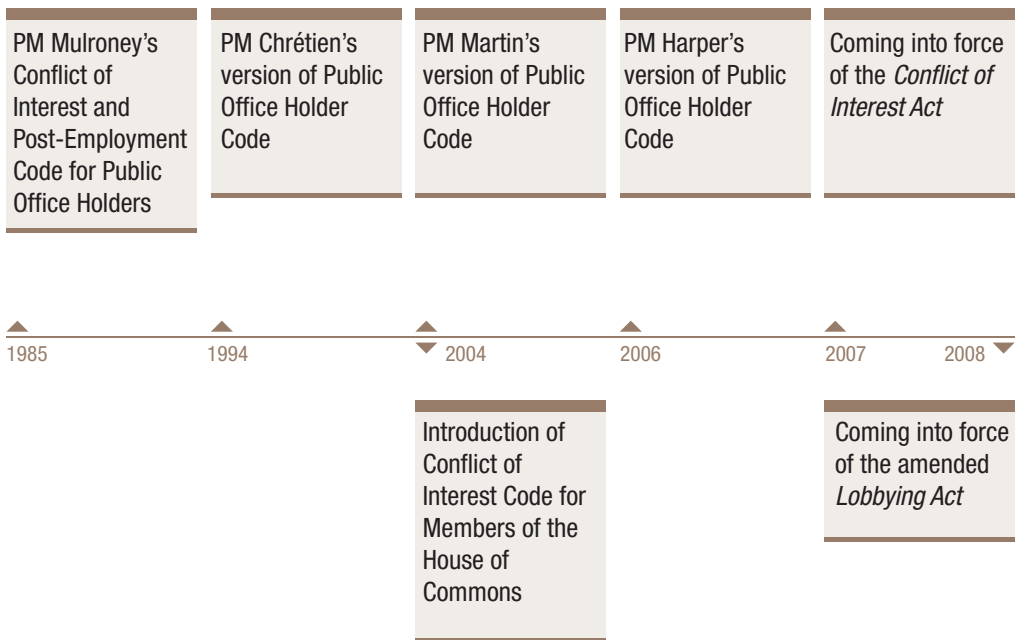 PM Mulroney’s
Conflict of
Interest and
Post-Employment
Code for Public
Office Holders
PM Chrétien’s
version of Public
Office Holder
Code
PM Martin’s
version of Public
Office Holder
Code
PM Harper’s
version of Public
Office Holder
Code
Coming into force
of the Conflict of
Interest Act
1985
1994
2004
2006
2007
2008
Introduction of
Conflict of
Interest Code for
Members of the
House of
Commons
Coming into force
of the amended
Lobbying Act